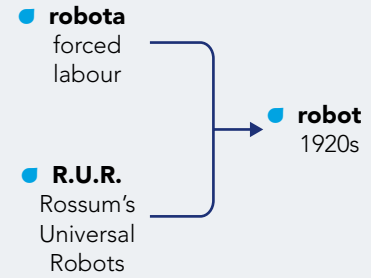 robota
forced
labour
R.U.R.
Rossum’s
Universal
Robots
robot
1920s